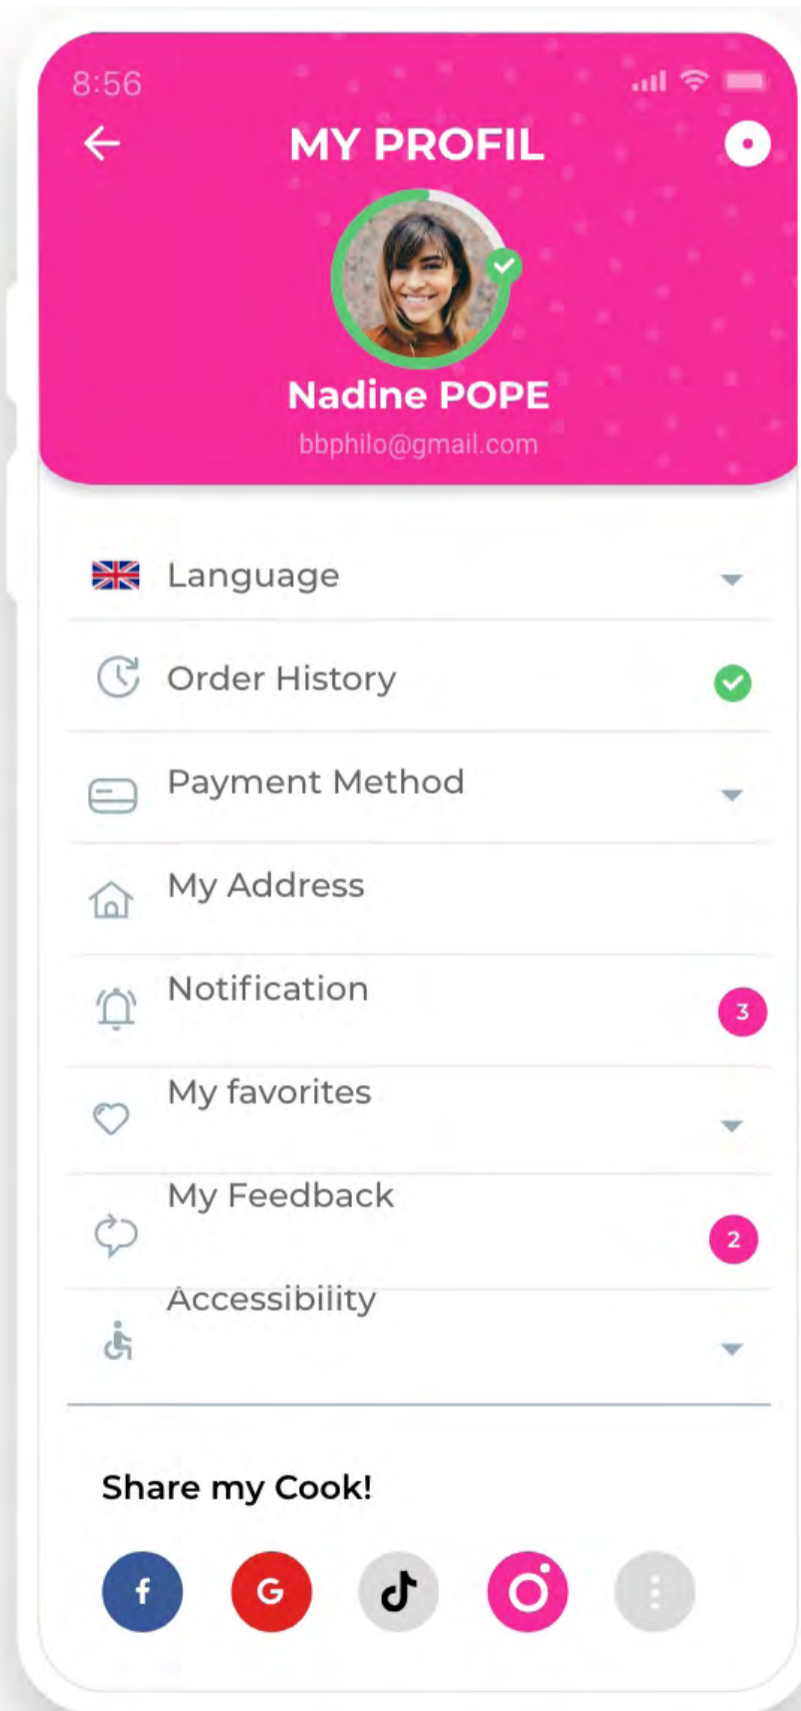 8:56
MY PROFIL
Nadine POPE
bbphilo@gmail.com
Language
Order History
Payment Method
My Address
Notification
3
My favorites
My Feedback
2
Accessibility
Share my Cook!
f
G